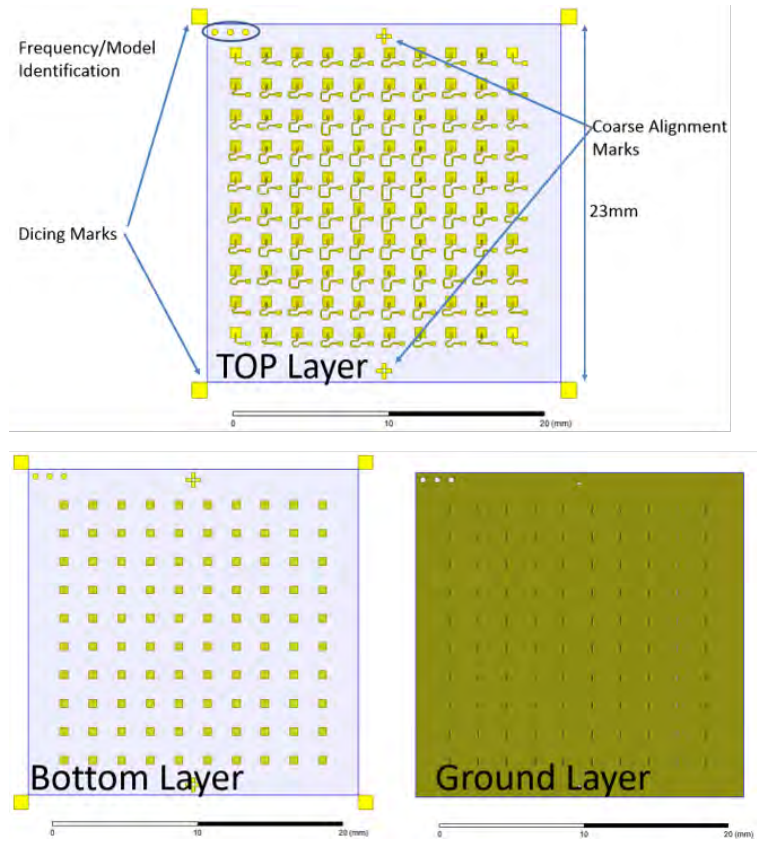 Frequency/Model
Identification
Coarse Alignment
Marks
23mm
Dicing Marks
TOP Layer
0 10 20 (mm)
Bottom Layer
Ground Layer
0 10 20 (mm)
0 10 20 (mm)